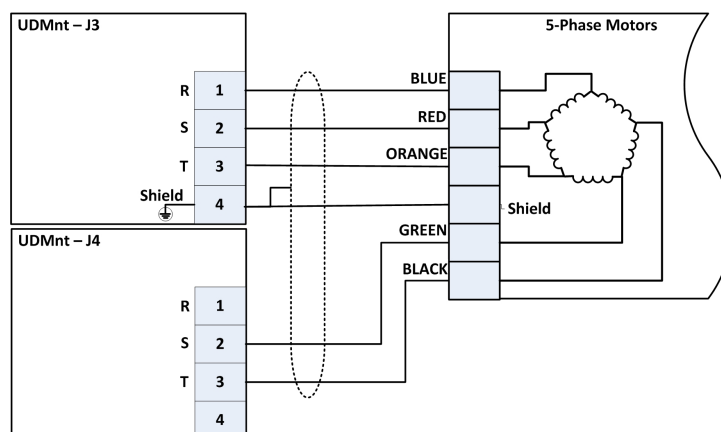 UDMnt – J3
5-Phase Motors
R 1
BLUE
S 2
RED
T 3
ORANGE
Shield 4
Shield
UDMnt – J4
GREEN
BLACK
R 1
S 2
T 3
4